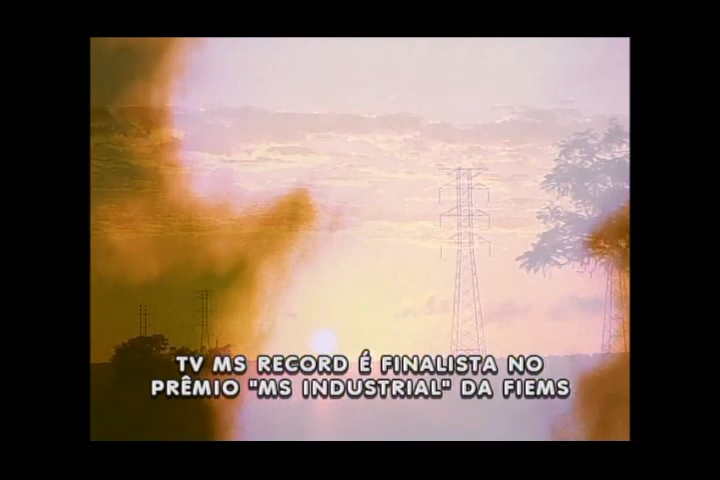 TV MS RECORD É FINALISTA NO
PRÊMIO "MS INDUSTRIAL" DA FIEMS